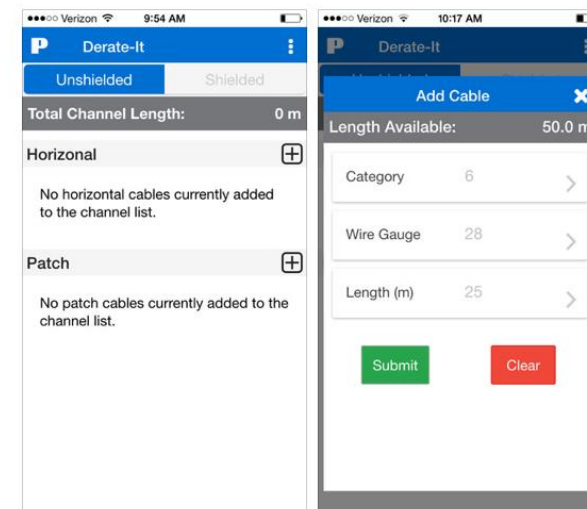 Verizon 9:54 AM
P Derate-It
Unshielded Shielded
Total Channel Length: 0 m
Horizonal
No horizontal cables currently added
to the channel list.
Patch
No patch cables currently added to the
channel list.
Verizon 10:17 AM
P Derate-It
Add Cable
Length Available: 50.0 m
Category 6
Wire Gauge 28
Length (m) 25
Submit Clear